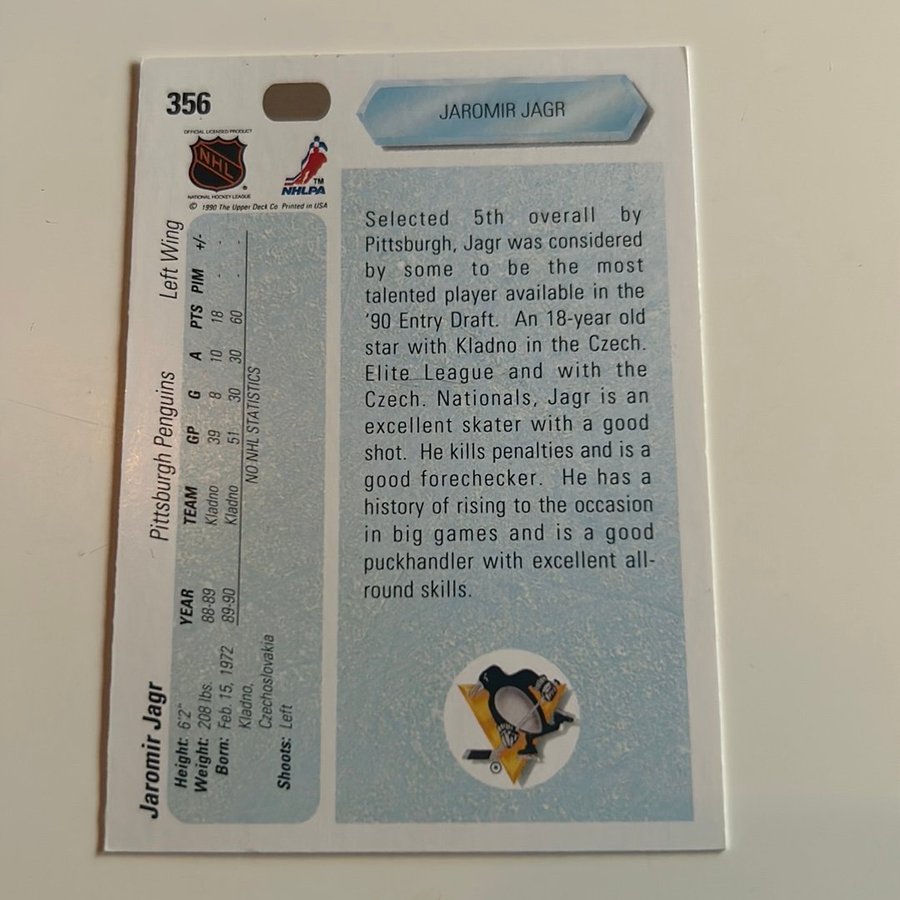 356
JAROMIR JAGR
OFFICIAL LICENSED PRODUCT
NHL
®
NATIONAL HOCKEY LEAGUE
TM
NHLPA
© 1990 The Upper Deck Co Printed in USA
Selected 5th overall by
Pittsburgh, Jagr was considered
by some to be the most
talented player available in the
'90 Entry Draft. An 18-year old
star with Kladno in the Czech.
Elite League and with the
Czech. Nationals, Jagr is an
excellent skater with a good
shot. He kills penalties and is a
good forechecker. He has a
history of rising to the occasion
in big games and is a good
puckhandler with excellent all-
round skills.
Jaromir Jagr Pittsburgh Penguins Left Wing
Height: 6'2"
Weight: 208 lbs.
Born: Feb. 15, 1972
Kladno,
Czechoslovakia
Shoots: Left
YEAR TEAM GP G A PTS PIM +/-
88-89 Kladno 39 8 10 18 - -
89-90 Kladno 51 30 30 60 - -
NO NHL STATISTICS
®